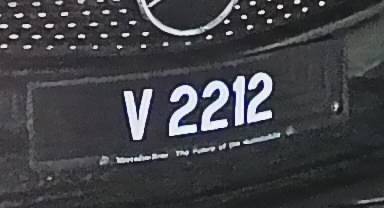 V 2212
Mercedes-Benz The Future of the Automobile